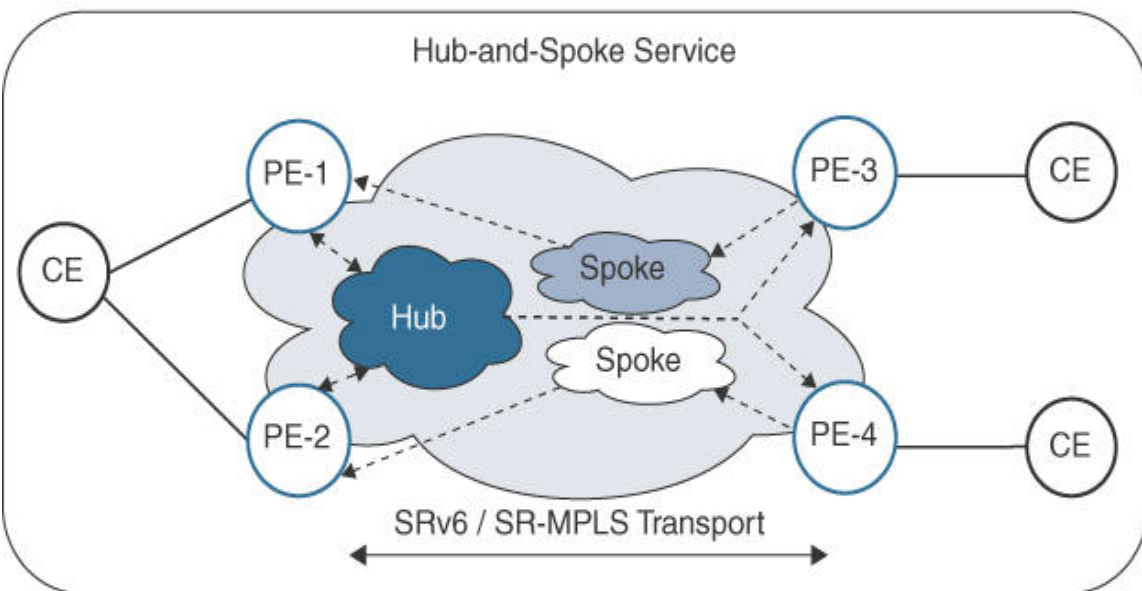 Hub-and-Spoke Service
PE-1
PE-3
CE
CE
Spoke
Hub
Spoke
PE-2
PE-4
CE
SRv6 / SR-MPLS Transport